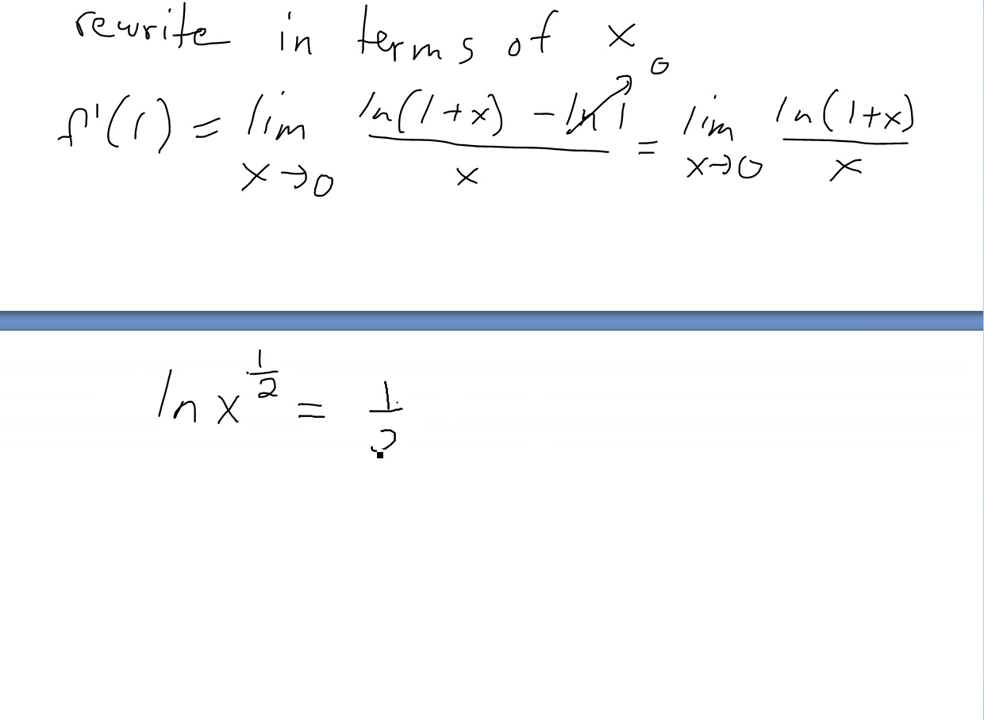 rewrite in terms of x
f'(1) = lim x→0 (ln(1+x) - ln 1)/x = lim x→0 ln(1+x)/x
0
ln x^(1/2) = 1/2